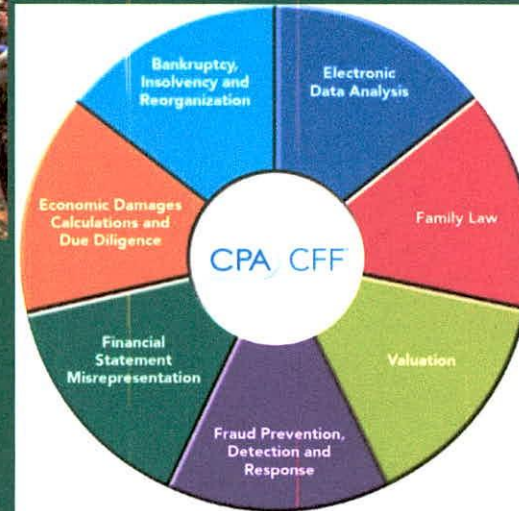 Bankruptcy,
Insolvency and
Reorganization
Electronic
Data Analysis
Family Law
Valuation
Fraud Prevention,
Detection and
Response
Financial
Statement
Misrepresentation
Economic Damages
Calculations and
Due Diligence
CPA CFF